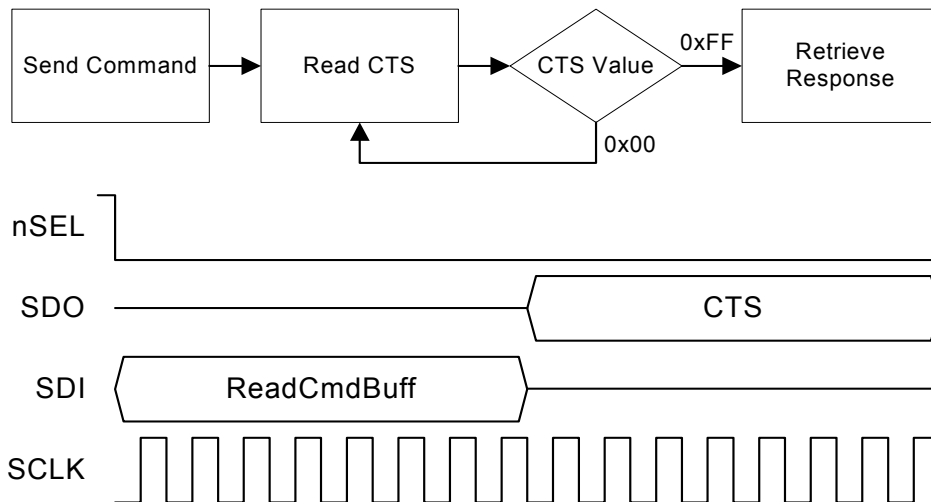 Send Command
Read CTS
CTS Value
0xFF
Retrieve
Response
0x00
nSEL
SDO
CTS
SDI
ReadCmdBuff
SCLK